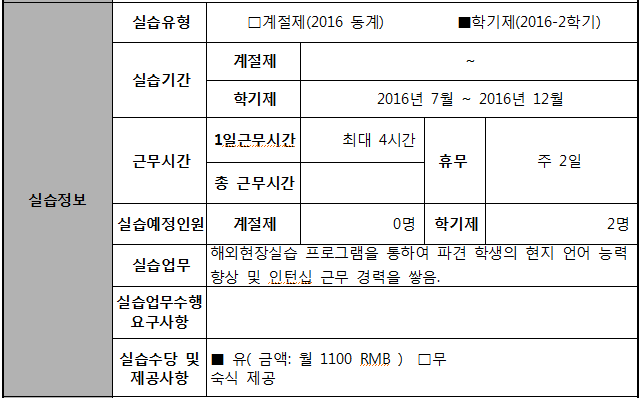 실습정보
실습유형 □계절제(2016 동계) ■학기제(2016-2학기)
실습기간 계절제 ~
학기제 2016년 7월 ~ 2016년 12월
근무시간 1일근무시간 최대 4시간 휴무 주 2일
총 근무시간
실습예정인원 계절제 0명 학기제 2명
실습업무 해외현장실습 프로그램을 통하여 파견 학생의 현지 언어 능력
향상 및 인턴십 근무 경력을 쌓음.
실습업무수행
요구사항
실습수당 및 ■ 유( 금액: 월 1100 RMB ) □무
제공사항 숙식 제공